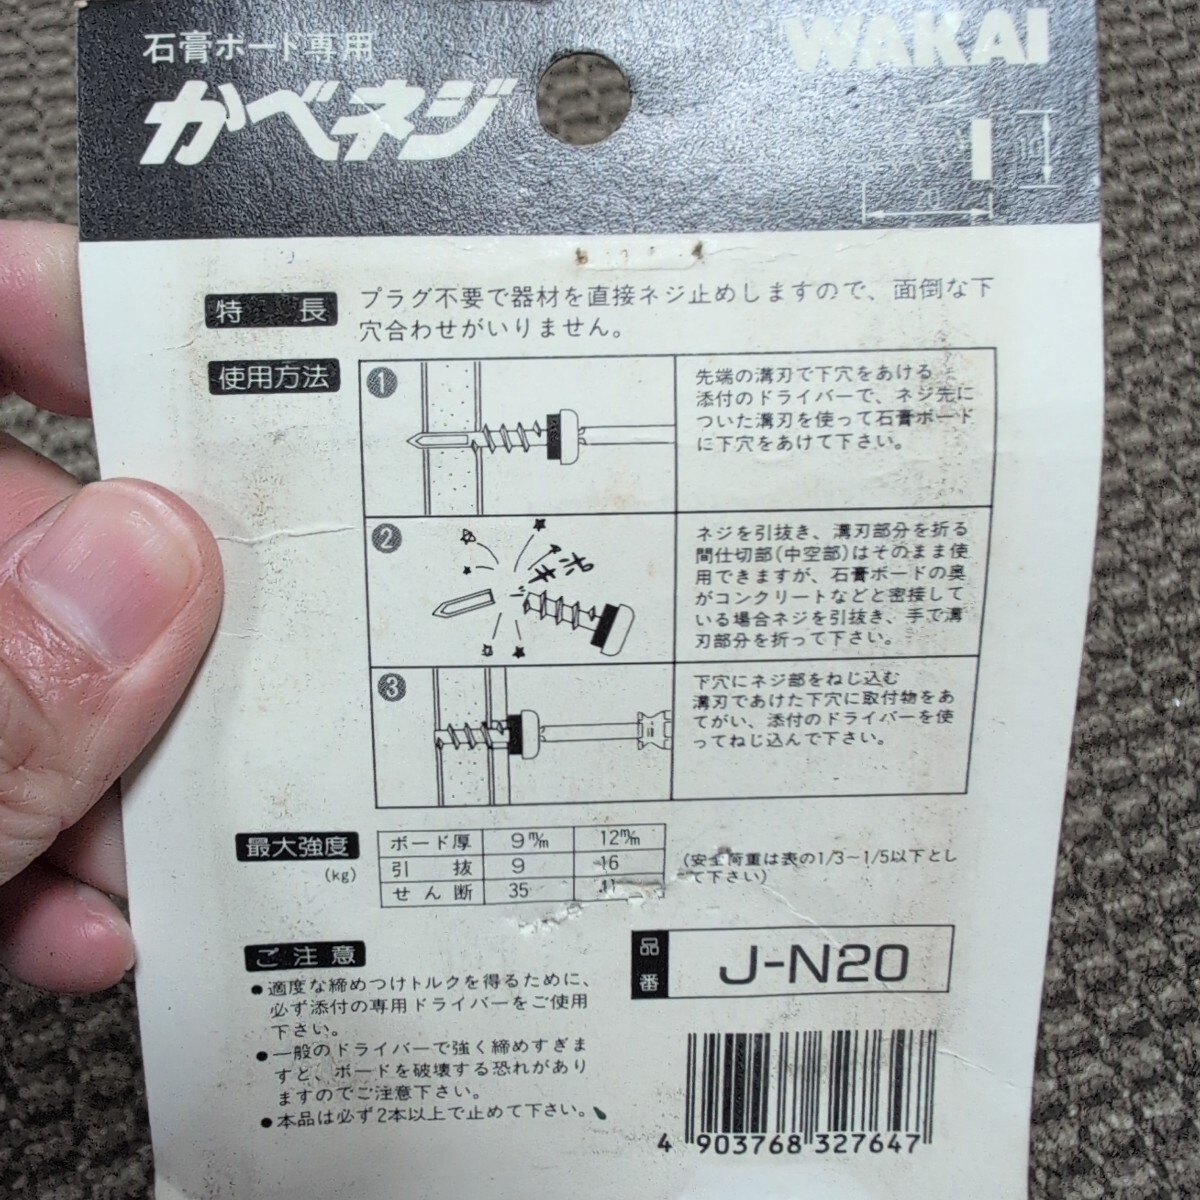 石膏ボード専用
かべネジ
WAKAI
10
20
特長
プラグ不要で器材を直接ネジ止めしますので、面倒な下
穴合わせがいりません。
使用方法
1
先端の溝刃で下穴をあける
添付のドライバーで、ネジ先に
ついた溝刃を使って石膏ボード
に下穴をあけて下さい。
2
ポキッ
ネジを引抜き、溝刃部分を折る
間仕切部(中空部)はそのまま使
用できますが、石膏ボードの奥
がコンクリートなどと密接して
いる場合ネジを引抜き、手で溝
刃部分を折って下さい。
3
下穴にネジ部をねじ込む
溝刃であけた下穴に取付物をあ
てがい、添付のドライバーを使
ってねじ込んで下さい。
最大強度
(kg)
ボード厚 9m/m 12m/m
引抜 9 16
せん断 35 41
(安全荷重は表の1/3~1/5以下とし
て下さい)
ご注意
●適度な締めつけトルクを得るために、
必ず添付の専用ドライバーをご使用
下さい。
●一般のドライバーで強く締めすぎま
すと、ボードを破壊する恐れがあり
ますのでご注意下さい。
●本品は必ず2本以上で止めて下さい。
品番
J-N20
4 903768 327647